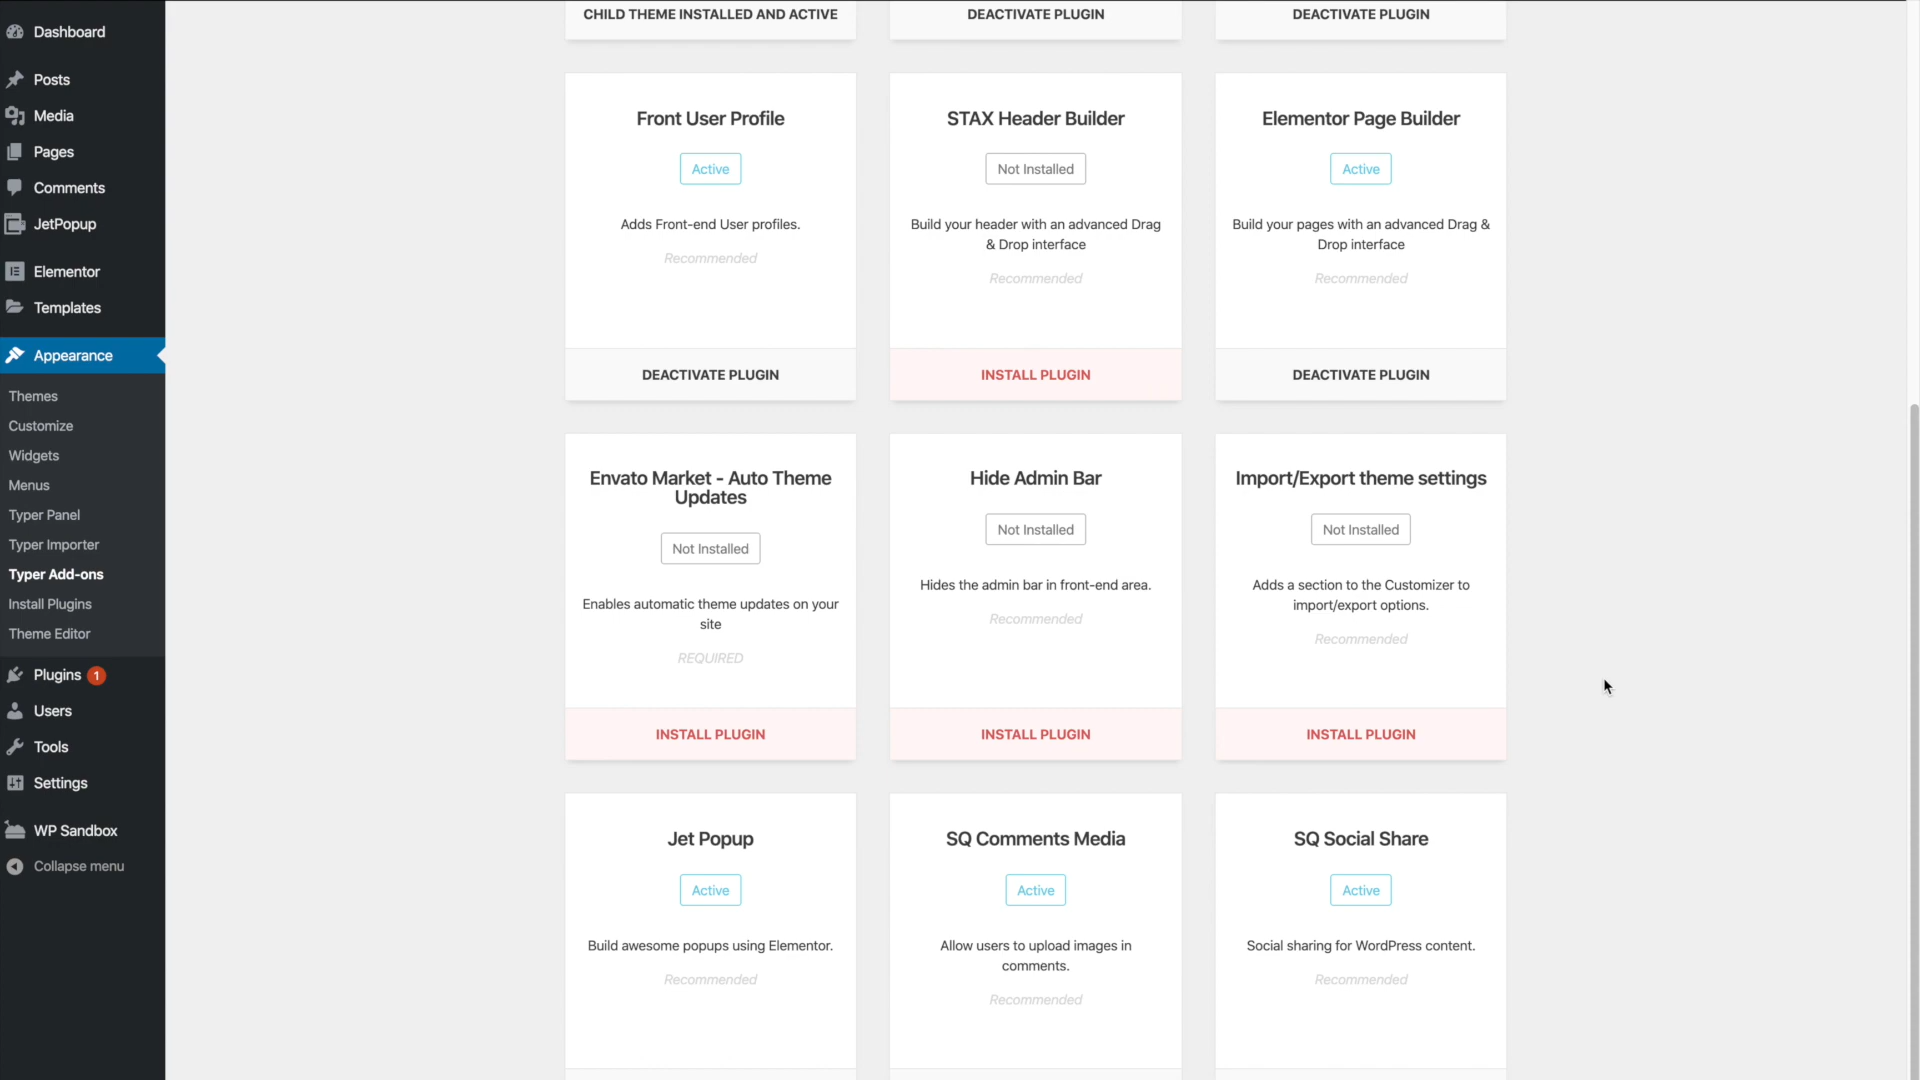 Dashboard
Posts
Media
Pages
Comments
JetPopup
Elementor
Templates
Appearance
Themes
Customize
Widgets
Menus
Typer Panel
Typer Importer
Typer Add-ons
Install Plugins
Theme Editor
Plugins 1
Users
Tools
Settings
WP Sandbox
Collapse menu
CHILD THEME INSTALLED AND ACTIVE
DEACTIVATE PLUGIN
DEACTIVATE PLUGIN
Front User Profile
Active
Adds Front-end User profiles.
Recommended
DEACTIVATE PLUGIN
STAX Header Builder
Not Installed
Build your header with an advanced Drag
& Drop interface
Recommended
INSTALL PLUGIN
Elementor Page Builder
Active
Build your pages with an advanced Drag &
Drop interface
Recommended
DEACTIVATE PLUGIN
Envato Market - Auto Theme
Updates
Not Installed
Enables automatic theme updates on your
site
REQUIRED
INSTALL PLUGIN
Hide Admin Bar
Not Installed
Hides the admin bar in front-end area.
Recommended
INSTALL PLUGIN
Import/Export theme settings
Not Installed
Adds a section to the Customizer to
import/export options.
Recommended
INSTALL PLUGIN
Jet Popup
Active
Build awesome popups using Elementor.
Recommended
SQ Comments Media
Active
Allow users to upload images in
comments.
Recommended
SQ Social Share
Active
Social sharing for WordPress content.
Recommended